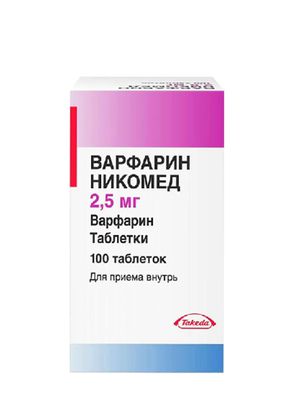 ВАРФАРИН
НИКОМЕД
2,5 мг
Варфарин
Таблетки
100 таблеток
Для приема внутрь
Takeda